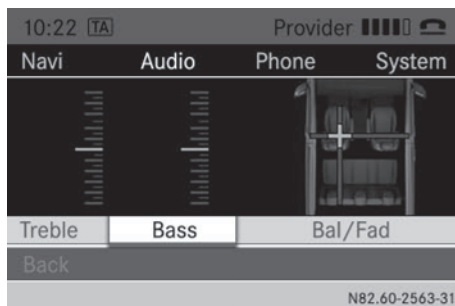 10:22 TA Provider
Navi Audio Phone System
Treble Bass Bal/Fad
Back
N82.60-2563-31